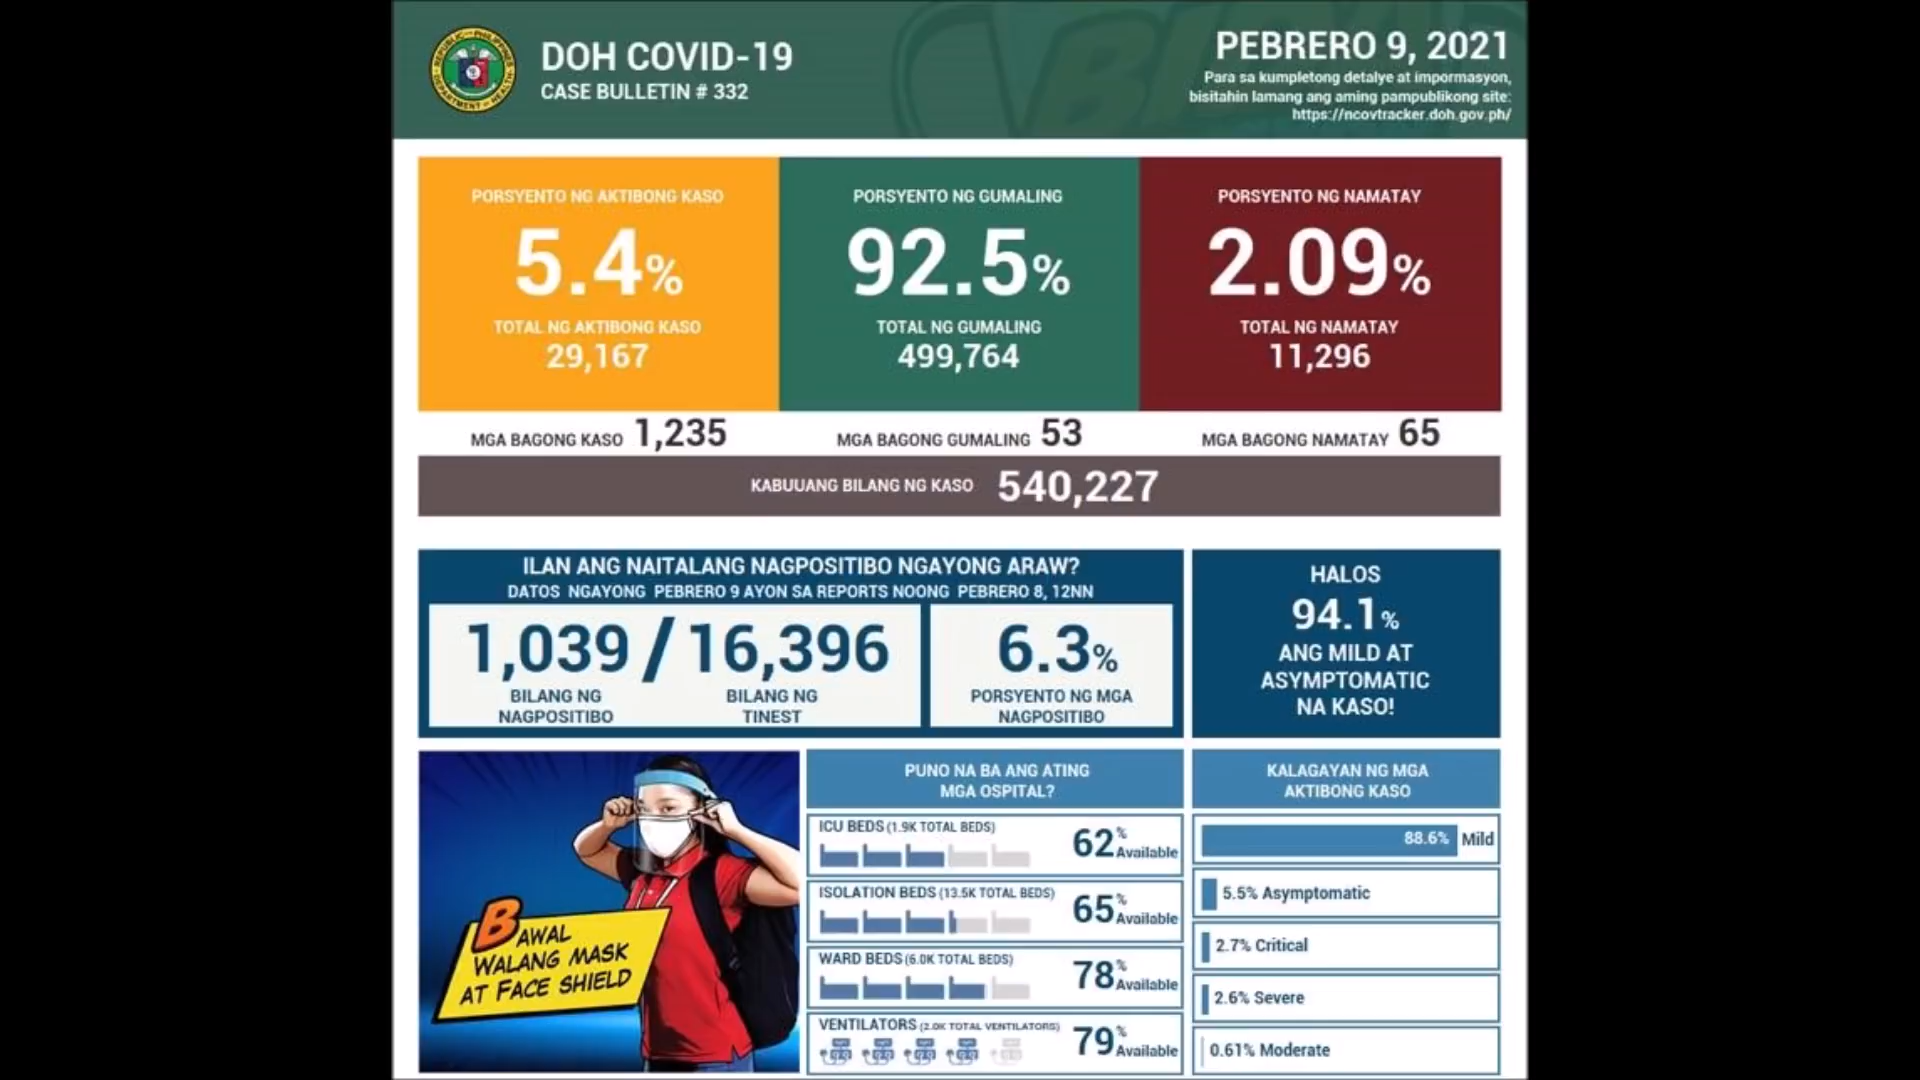 DOH COVID-19
CASE BULLETIN # 332
PEBRERO 9, 2021
Para sa kumpletong detalye at impormasyon,
bisitahin lamang ang aming pampublikong site:
https://ncovtracker.doh.gov.ph/
PORSYENTO NG AKTIBONG KASO
5.4%
TOTAL NG AKTIBONG KASO
29,167
PORSYENTO NG GUMALING
92.5%
TOTAL NG GUMALING
499,764
PORSYENTO NG NAMATAY
2.09%
TOTAL NG NAMATAY
11,296
MGA BAGONG KASO 1,235
MGA BAGONG GUMALING 53
MGA BAGONG NAMATAY 65
KABUUANG BILANG NG KASO 540,227
ILAN ANG NAITALANG NAGPOSITIBO NGAYONG ARAW?
DATOS NGAYONG PEBRERO 9 AYON SA REPORTS NOONG PEBRERO 8, 12NN
1,039 / 16,396
BILANG NG
NAGPOSITIBO
BILANG NG
TINEST
6.3%
PORSYENTO NG MGA
NAGPOSITIBO
HALOS
94.1%
ANG MILD AT
ASYMPTOMATIC
NA KASO!
BAWAL
WALANG MASK
AT FACE SHIELD
PUNO NA BA ANG ATING
MGA OSPITAL?
ICU BEDS (1.9K TOTAL BEDS)
62% Available
ISOLATION BEDS (13.5K TOTAL BEDS)
65% Available
WARD BEDS (6.0K TOTAL BEDS)
78% Available
VENTILATORS (2.0K TOTAL VENTILATORS)
79% Available
KALAGAYAN NG MGA
AKTIBONG KASO
88.6% Mild
5.5% Asymptomatic
2.7% Critical
2.6% Severe
0.61% Moderate